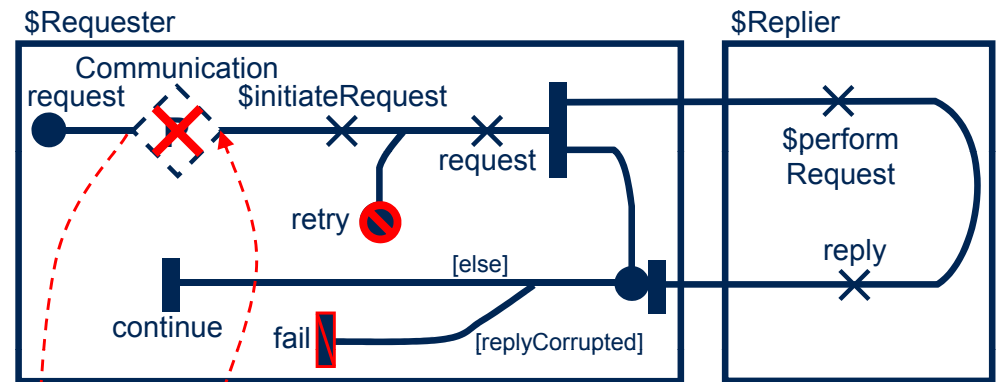 $Requester
$Replier
Communication
request
$initiateRequest
request
$perform
Request
retry
reply
[else]
continue
fail
[replyCorrupted]